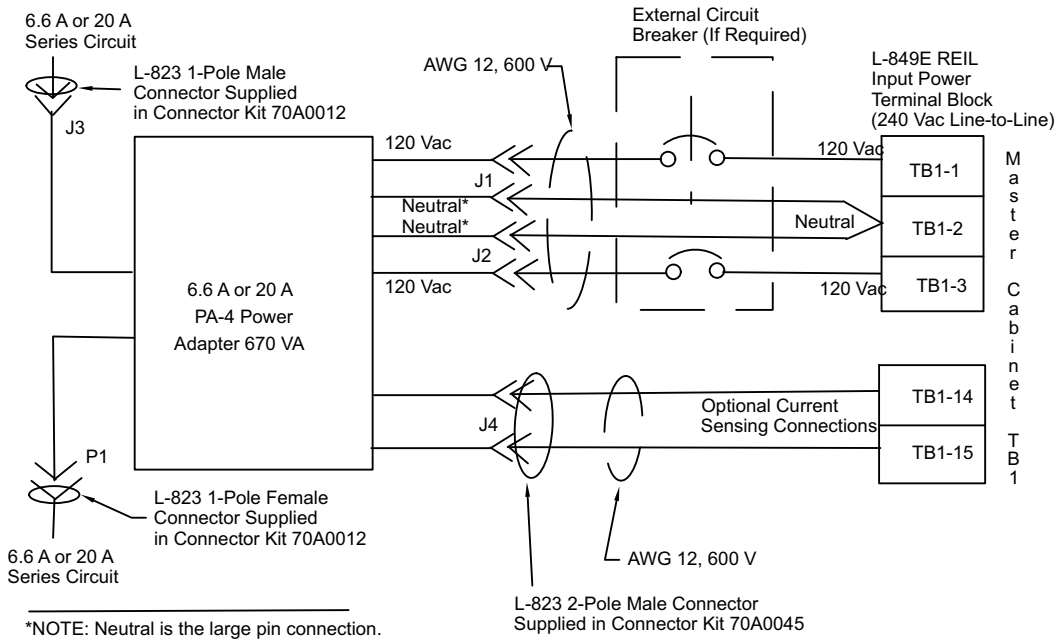 6.6 A or 20 A
Series Circuit
L-823 1-Pole Male
Connector Supplied
in Connector Kit 70A0012
J3
AWG 12, 600 V
External Circuit
Breaker (If Required)
L-849E REIL
Input Power
Terminal Block
(240 Vac Line-to-Line)
120 Vac
120 Vac
TB1-1
J1
Neutral*
Neutral*
Neutral
TB1-2
J2
120 Vac
120 Vac
TB1-3
Master Cabinet TB1
6.6 A or 20 A
PA-4 Power
Adapter 670 VA
J4
Optional Current
Sensing Connections
TB1-14
TB1-15
P1
L-823 1-Pole Female
Connector Supplied
in Connector Kit 70A0012
6.6 A or 20 A
Series Circuit
AWG 12, 600 V
L-823 2-Pole Male Connector
Supplied in Connector Kit 70A0045
*NOTE: Neutral is the large pin connection.